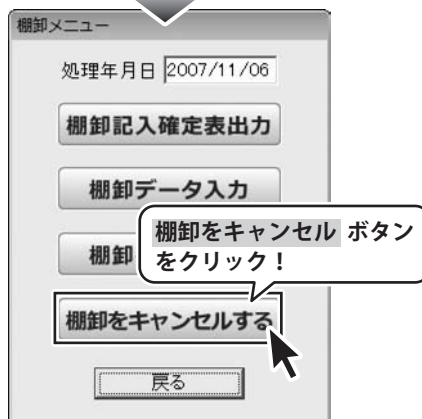 棚卸メニュー
処理年月日 2007/11/06
棚卸記入確定表出力
棚卸データ入力
棚卸
棚卸をキャンセル ボタン
をクリック！
棚卸をキャンセルする
戻る